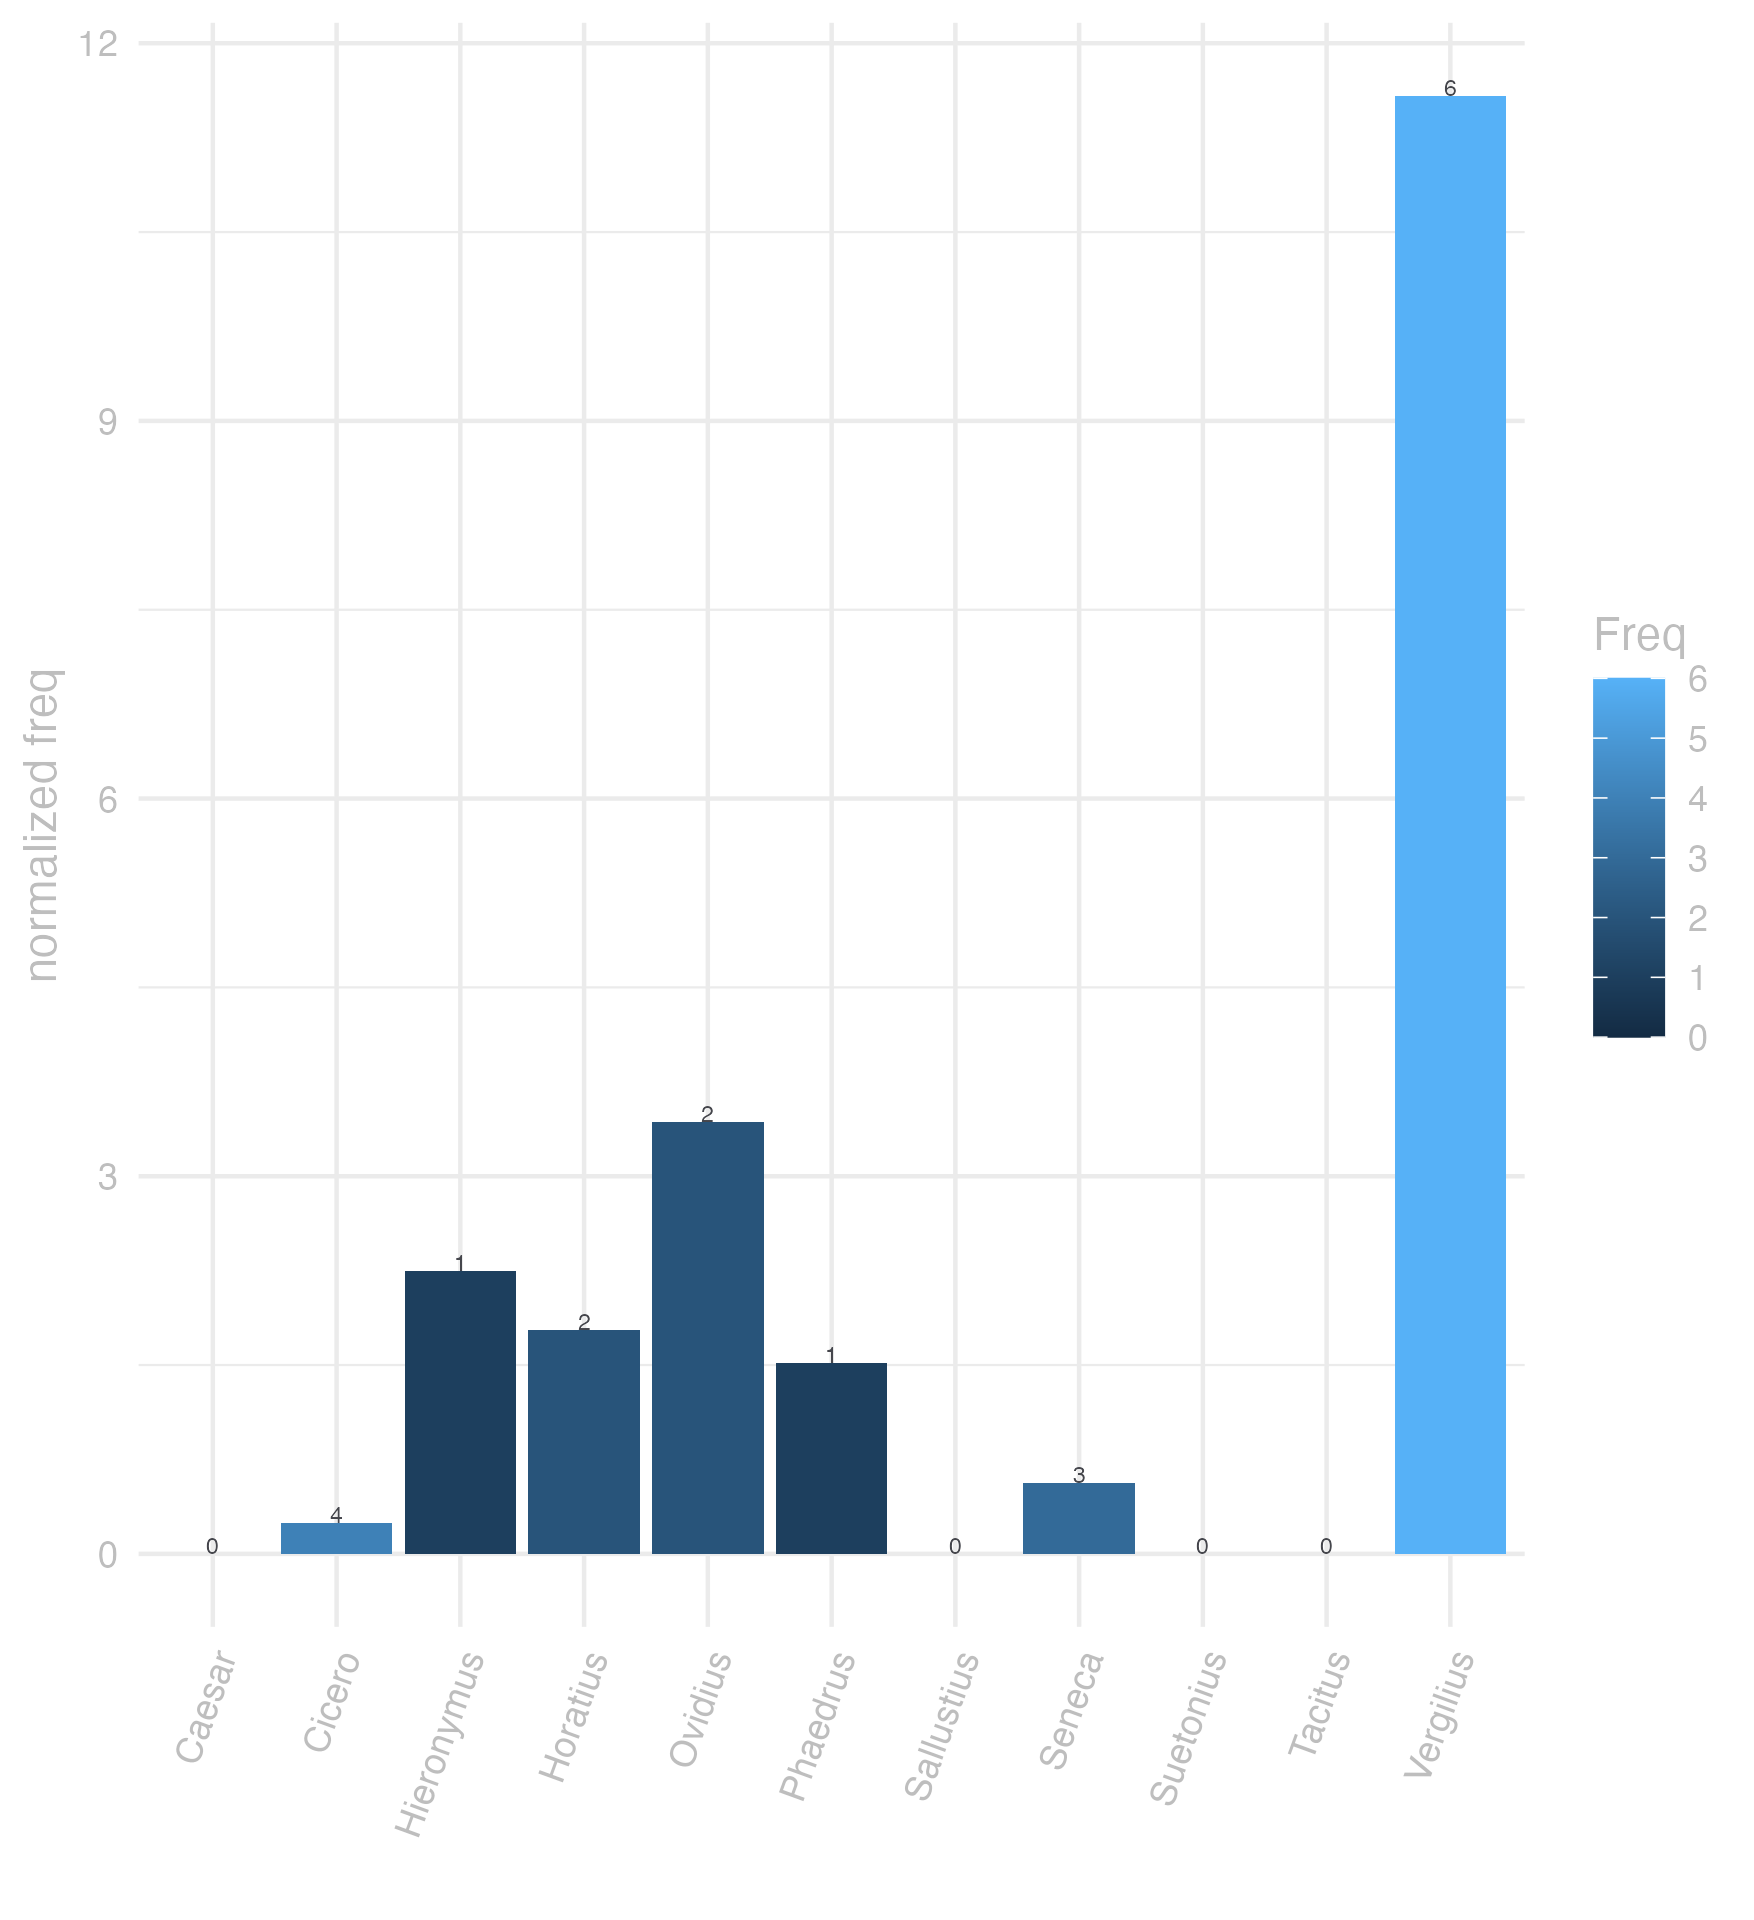 normalized freq
12
9
6
3
0
0
4
1
2
2
1
0
3
0
0
6
Caesar
Cicero
Hieronymus
Horatius
Ovidius
Phaedrus
Sallustius
Seneca
Suetonius
Tacitus
Vergilius
Freq
6
5
4
3
2
1
0